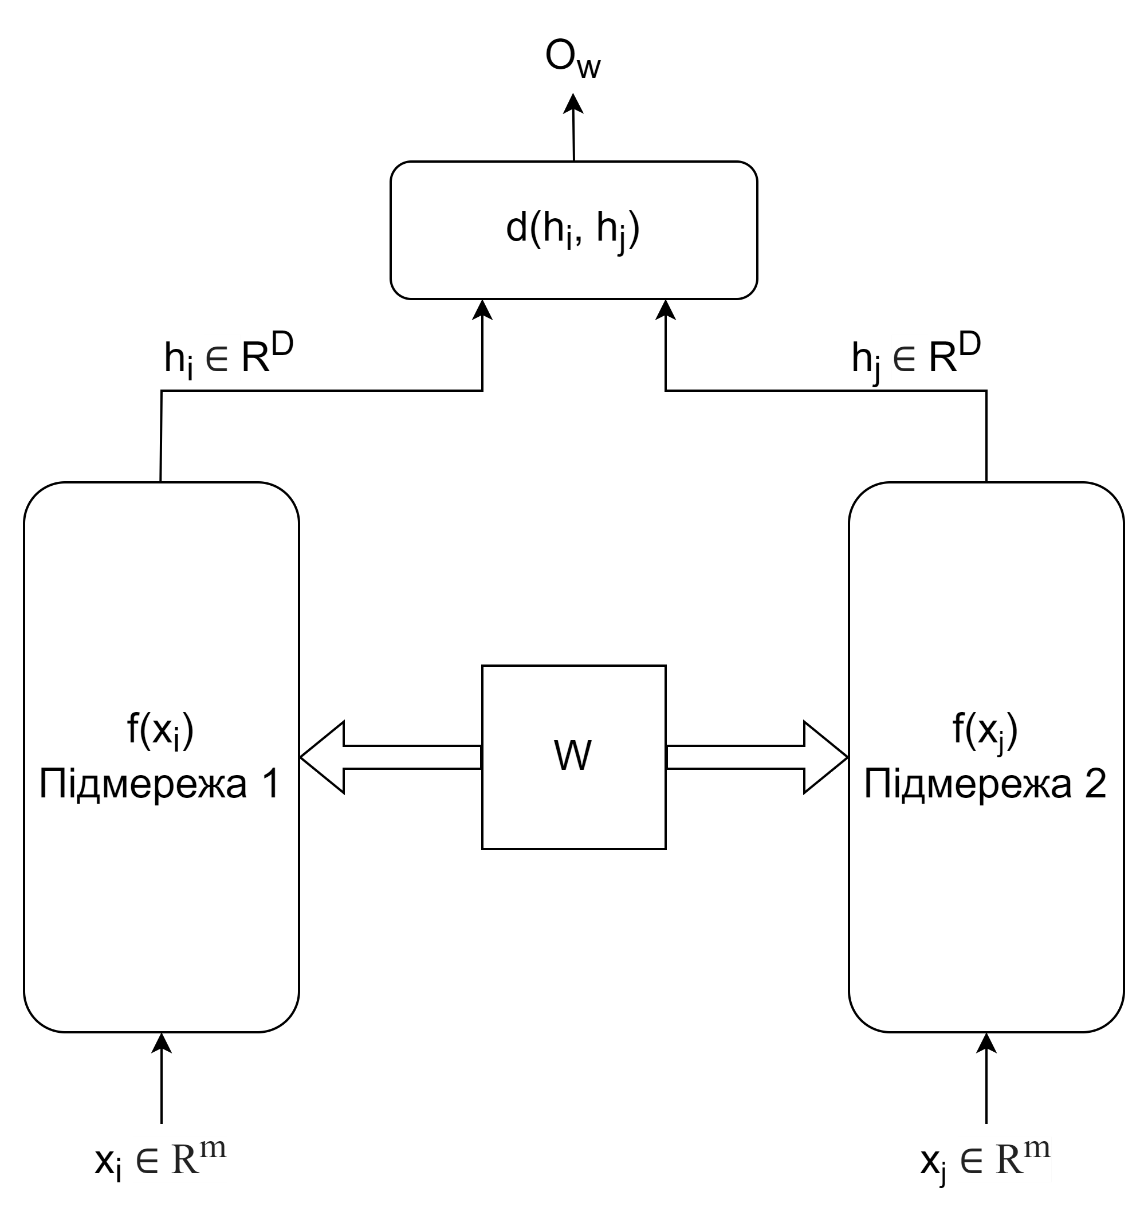 O_w
d(h_i, h_j)
h_i ∈ R^D
h_j ∈ R^D
f(x_i)
Підмережа 1
W
f(x_j)
Підмережа 2
x_i ∈ R^m
x_j ∈ R^m